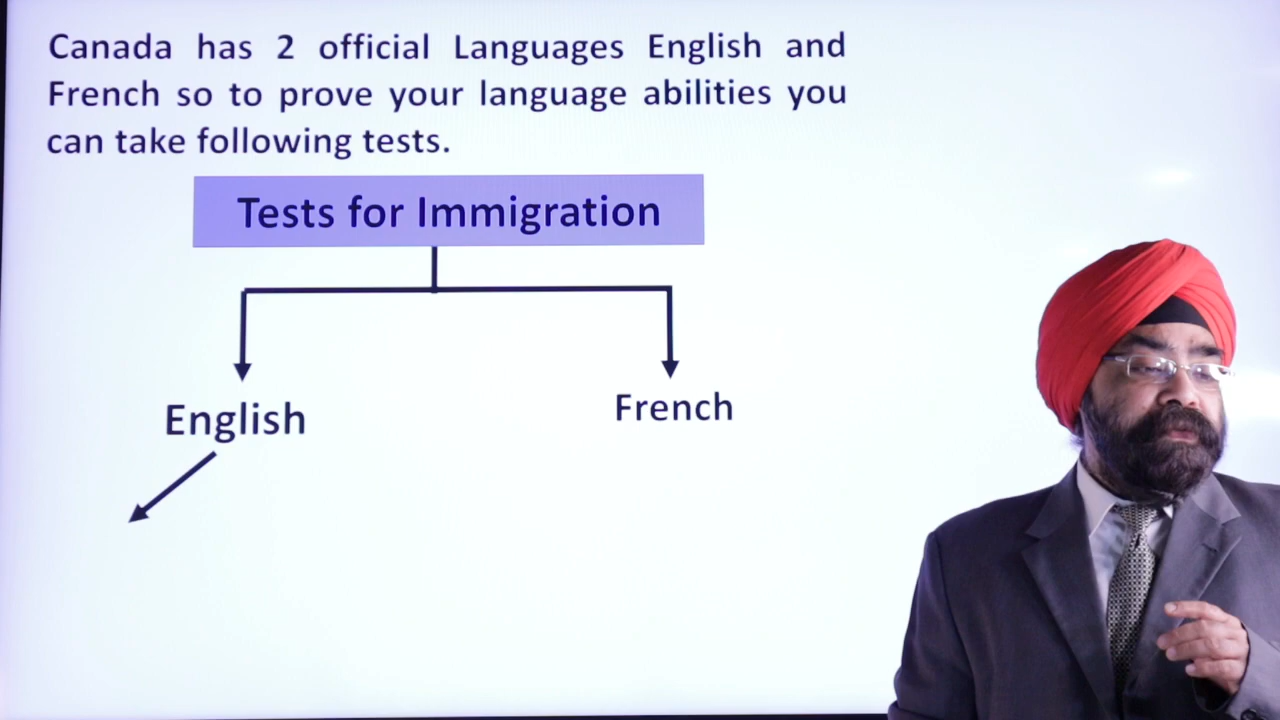 Canada has 2 official Languages English and
French so to prove your language abilities you
can take following tests.
Tests for Immigration
English
French